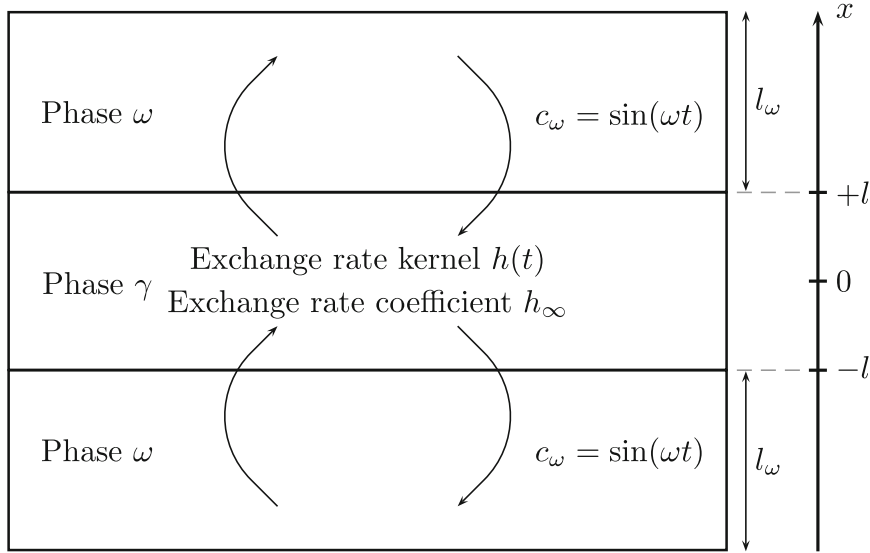 x
Phase ω
c_ω = sin(ωt)
l_ω
+l
Exchange rate kernel h(t)
Phase γ
0
Exchange rate coefficient h_∞
−l
Phase ω
c_ω = sin(ωt)
l_ω